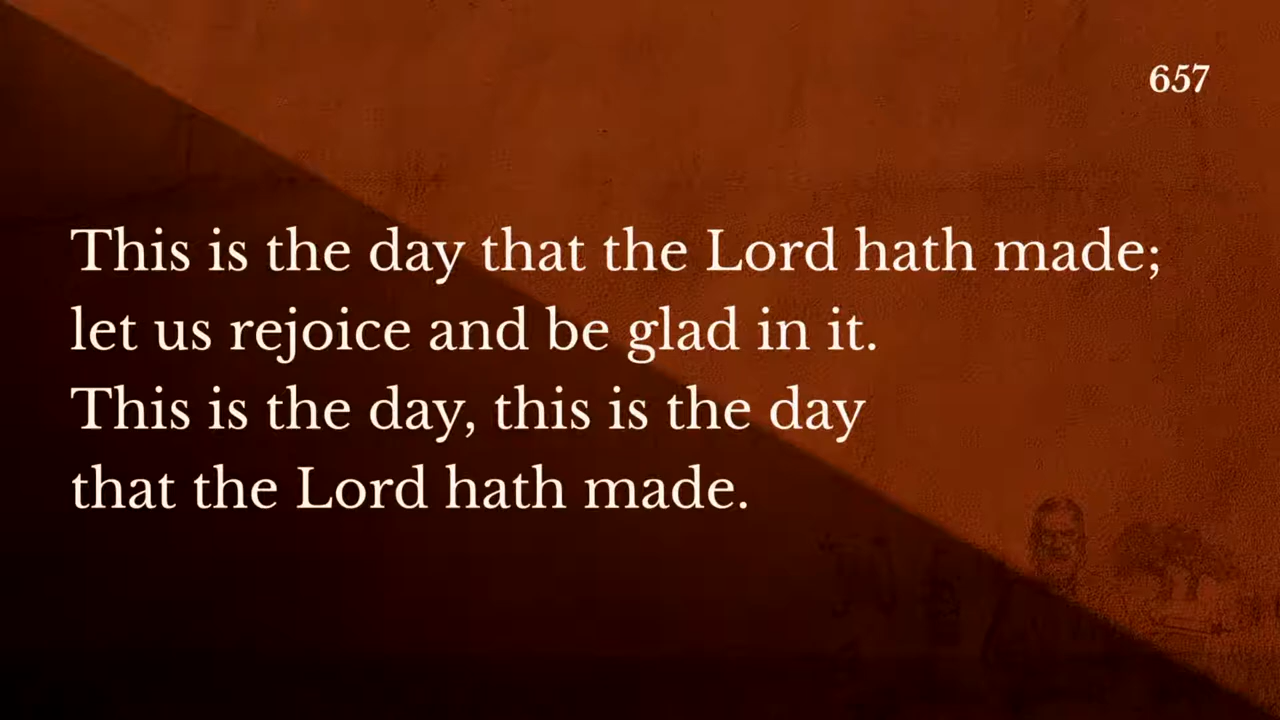 657
This is the day that the Lord hath made;
let us rejoice and be glad in it.
This is the day, this is the day
that the Lord hath made.